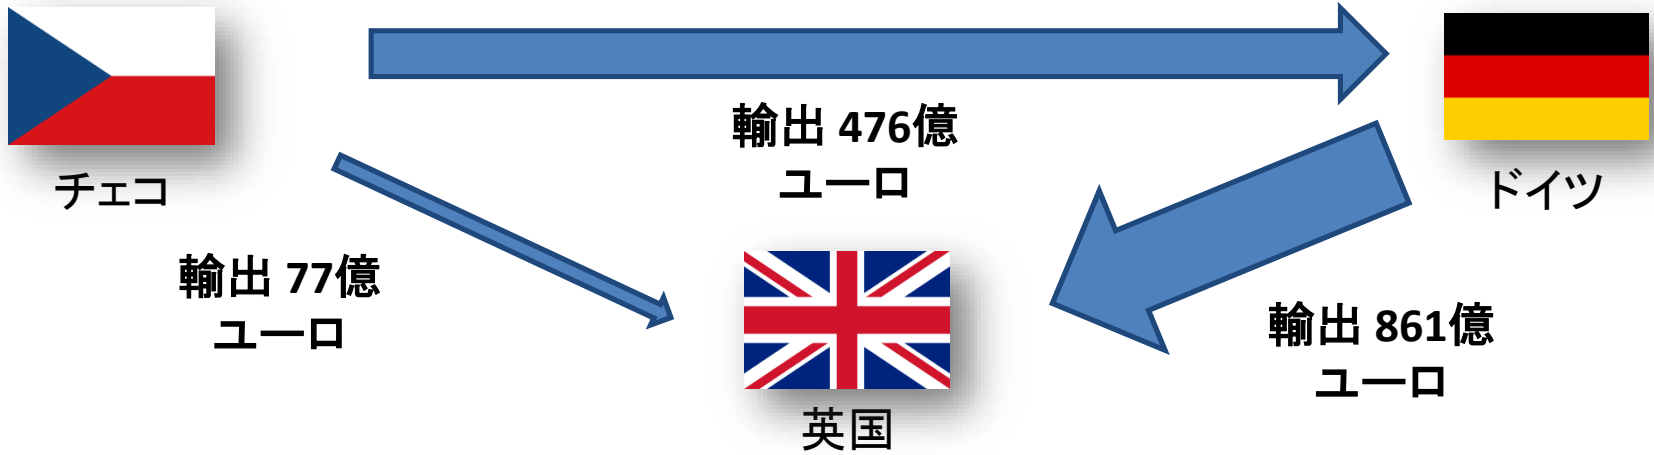 輸出 476億
ユーロ
チェコ
ドイツ
輸出 77億
ユーロ
輸出 861億
ユーロ
英国